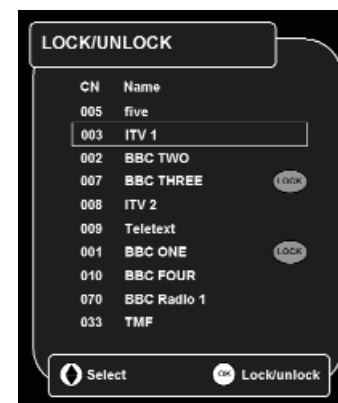 LOCK/UNLOCK
CN Name
005 five
003 ITV 1
002 BBC TWO
007 BBC THREE LOCK
008 ITV 2
009 Teletext
001 BBC ONE LOCK
010 BBC FOUR
070 BBC Radio 1
033 TMF
Select OK Lock/unlock